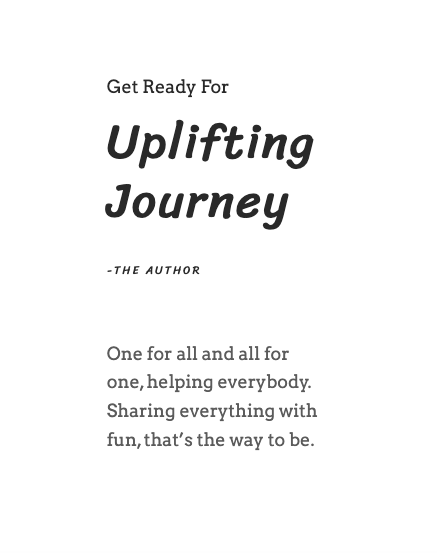 Get Ready For
Uplifting
Journey
-THE AUTHOR
One for all and all for
one, helping everybody.
Sharing everything with
fun, that's the way to be.